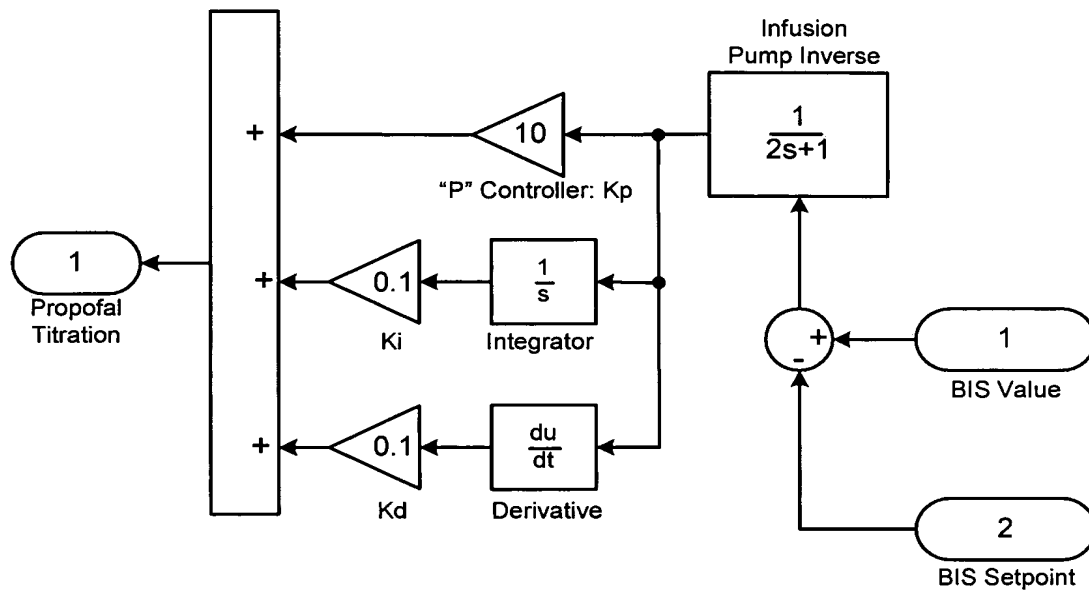 Infusion
Pump Inverse
1
2s+1
+
10
"P" Controller: Kp
1
Propofal
Titration
+
0.1
Ki
1
s
Integrator
+
-
1
BIS Value
+
0.1
Kd
du
dt
Derivative
2
BIS Setpoint